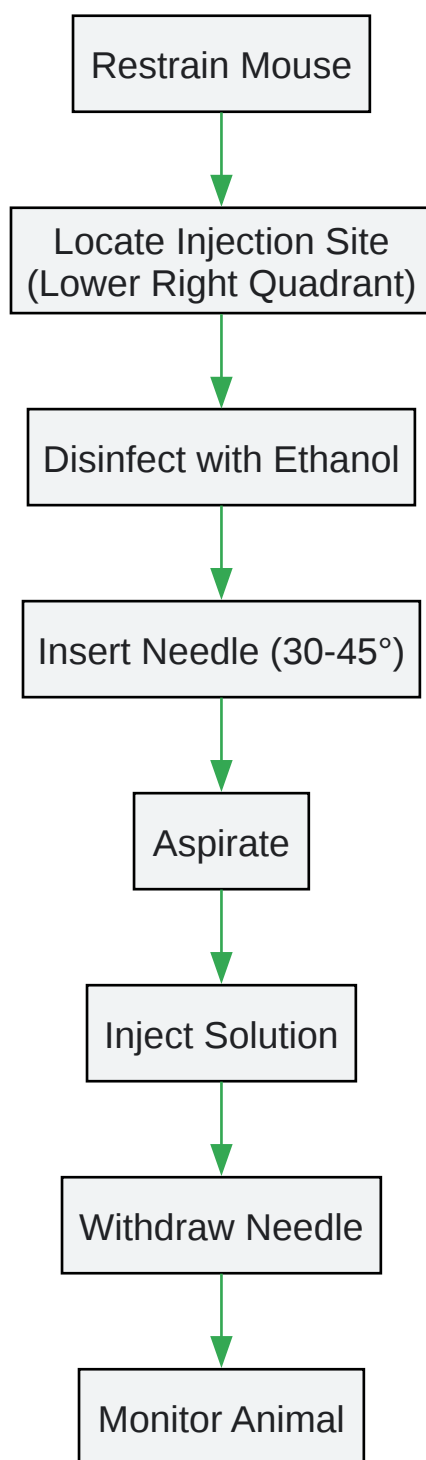 Restrain Mouse
Locate Injection Site
(Lower Right Quadrant)
Disinfect with Ethanol
Insert Needle (30-45°)
Aspirate
Inject Solution
Withdraw Needle
Monitor Animal